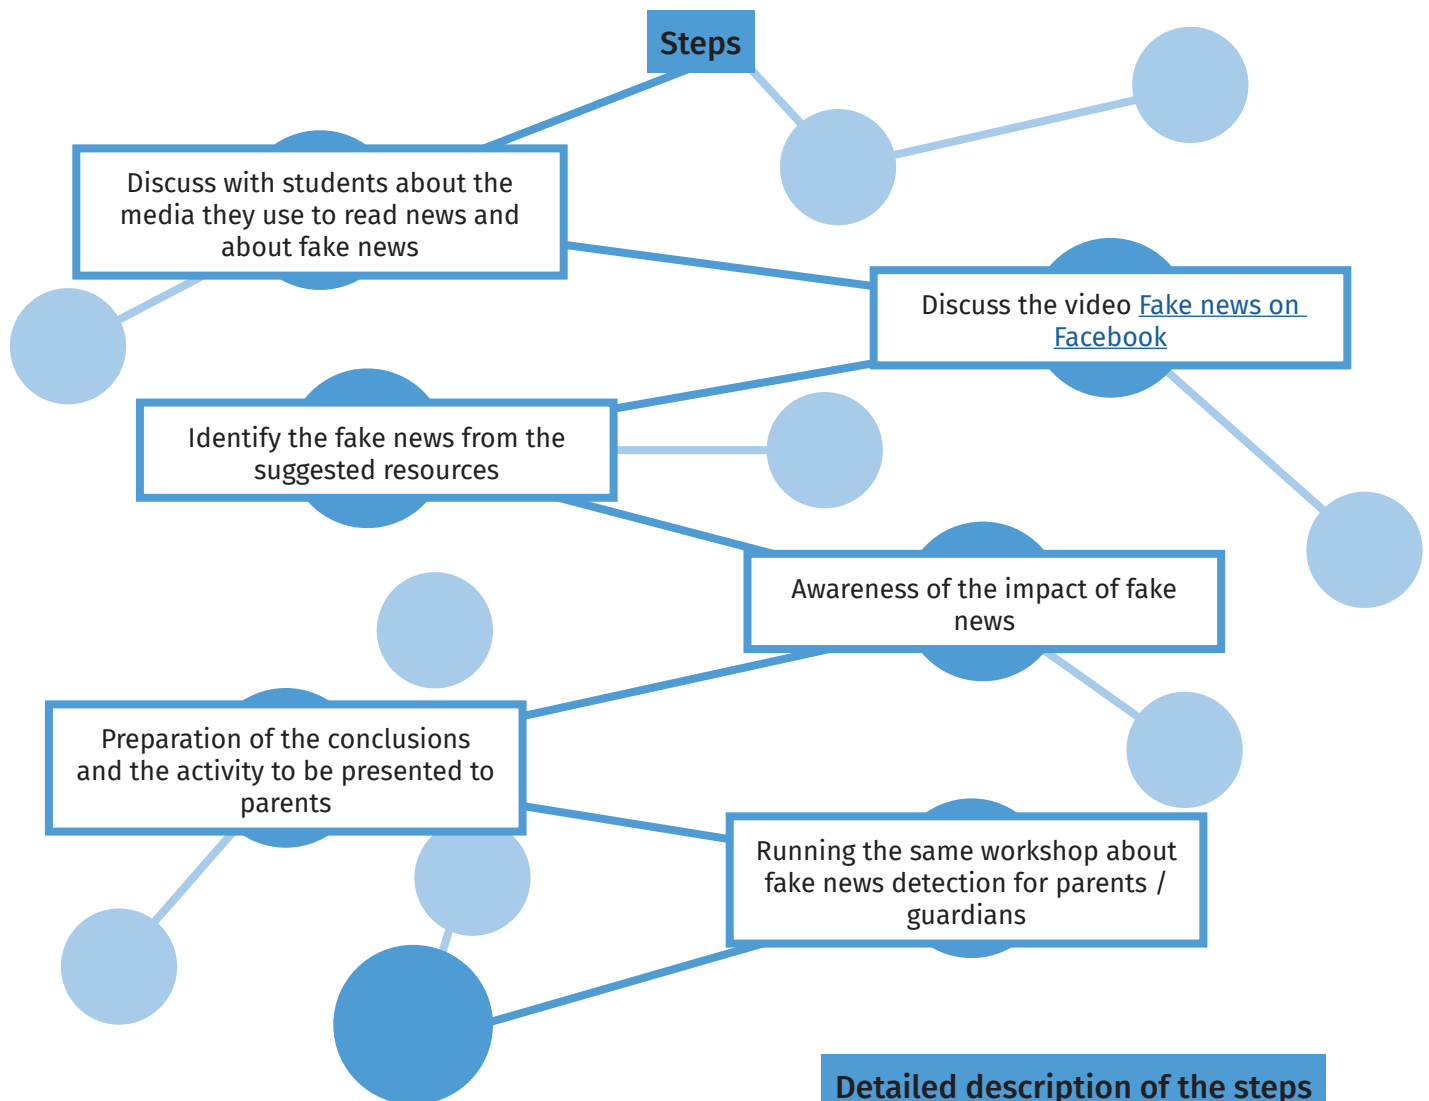 Steps
Discuss with students about the
media they use to read news and
about fake news
Discuss the video Fake news on
Facebook
Identify the fake news from the
suggested resources
Awareness of the impact of fake
news
Preparation of the conclusions
and the activity to be presented to
parents
Running the same workshop about
fake news detection for parents /
guardians
Detailed description of the steps